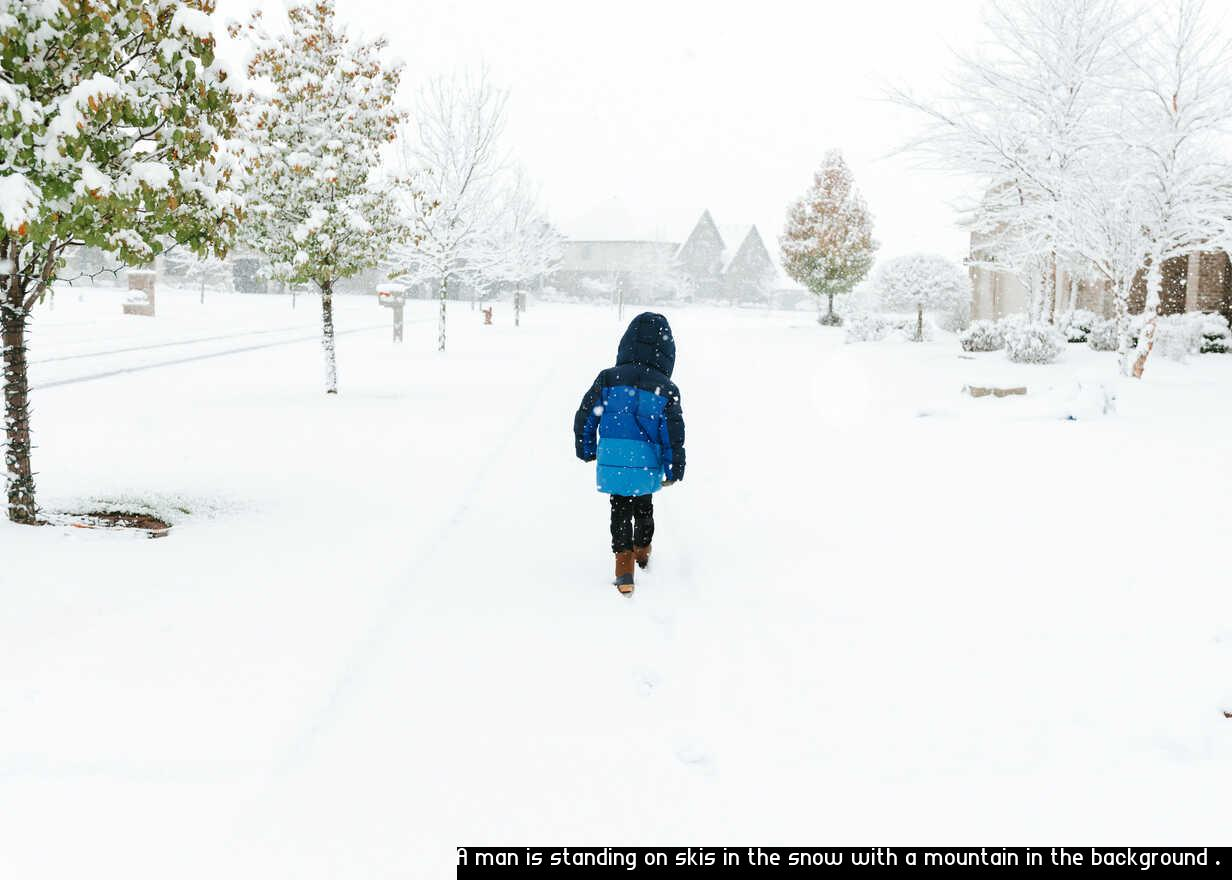 A man is standing on skis in the snow with a mountain in the background .